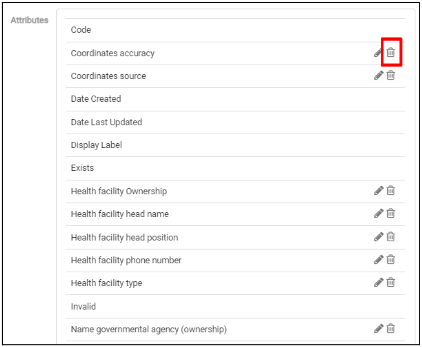 Attributes
Code
Coordinates accuracy
Coordinates source
Date Created
Date Last Updated
Display Label
Exists
Health facility Ownership
Health facility head name
Health facility head position
Health facility phone number
Health facility type
Invalid
Name governmental agency (ownership)